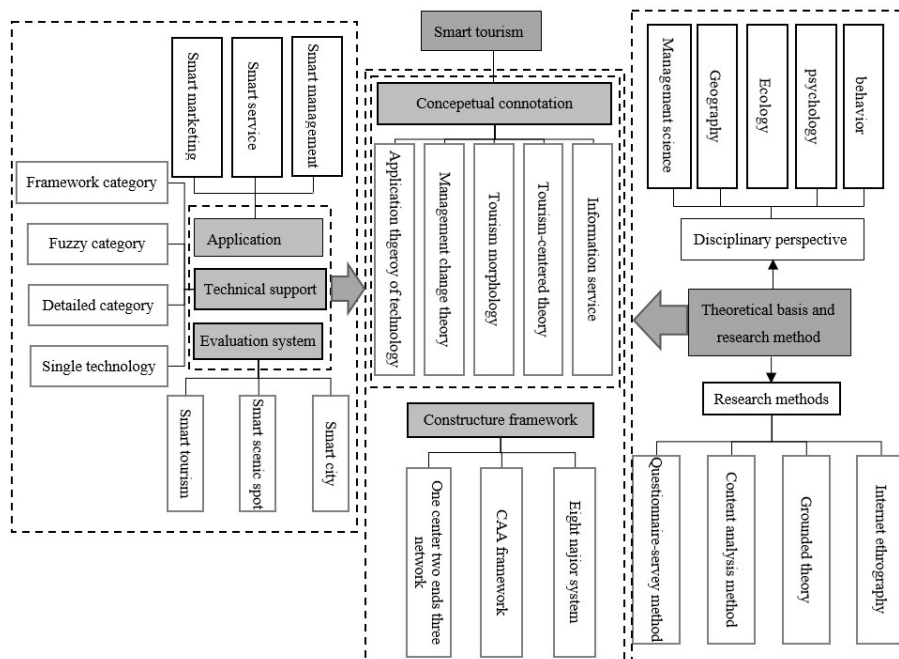 Smart tourism
Smart marketing
Smart service
Smart management
Framework category
Fuzzy category
Detailed category
Single technology
Application
Technical support
Evaluation system
Smart
tourism
Smart
scenic spot
Smart
city
Concepetual connotation
Application thgeroy of technology
Management change theory
Tourism morphology
Tourism-centered theory
Information service
Constructure framework
One center two ends three
network
CAA framework
Eight najior system
Management science
Geography
Ecology
psychology
behavior
Disciplinary perspective
Theoretical basis and
research method
Research methods
Questionnaire-servey method
Content analysis method
Grounded theory
Internet ethrography